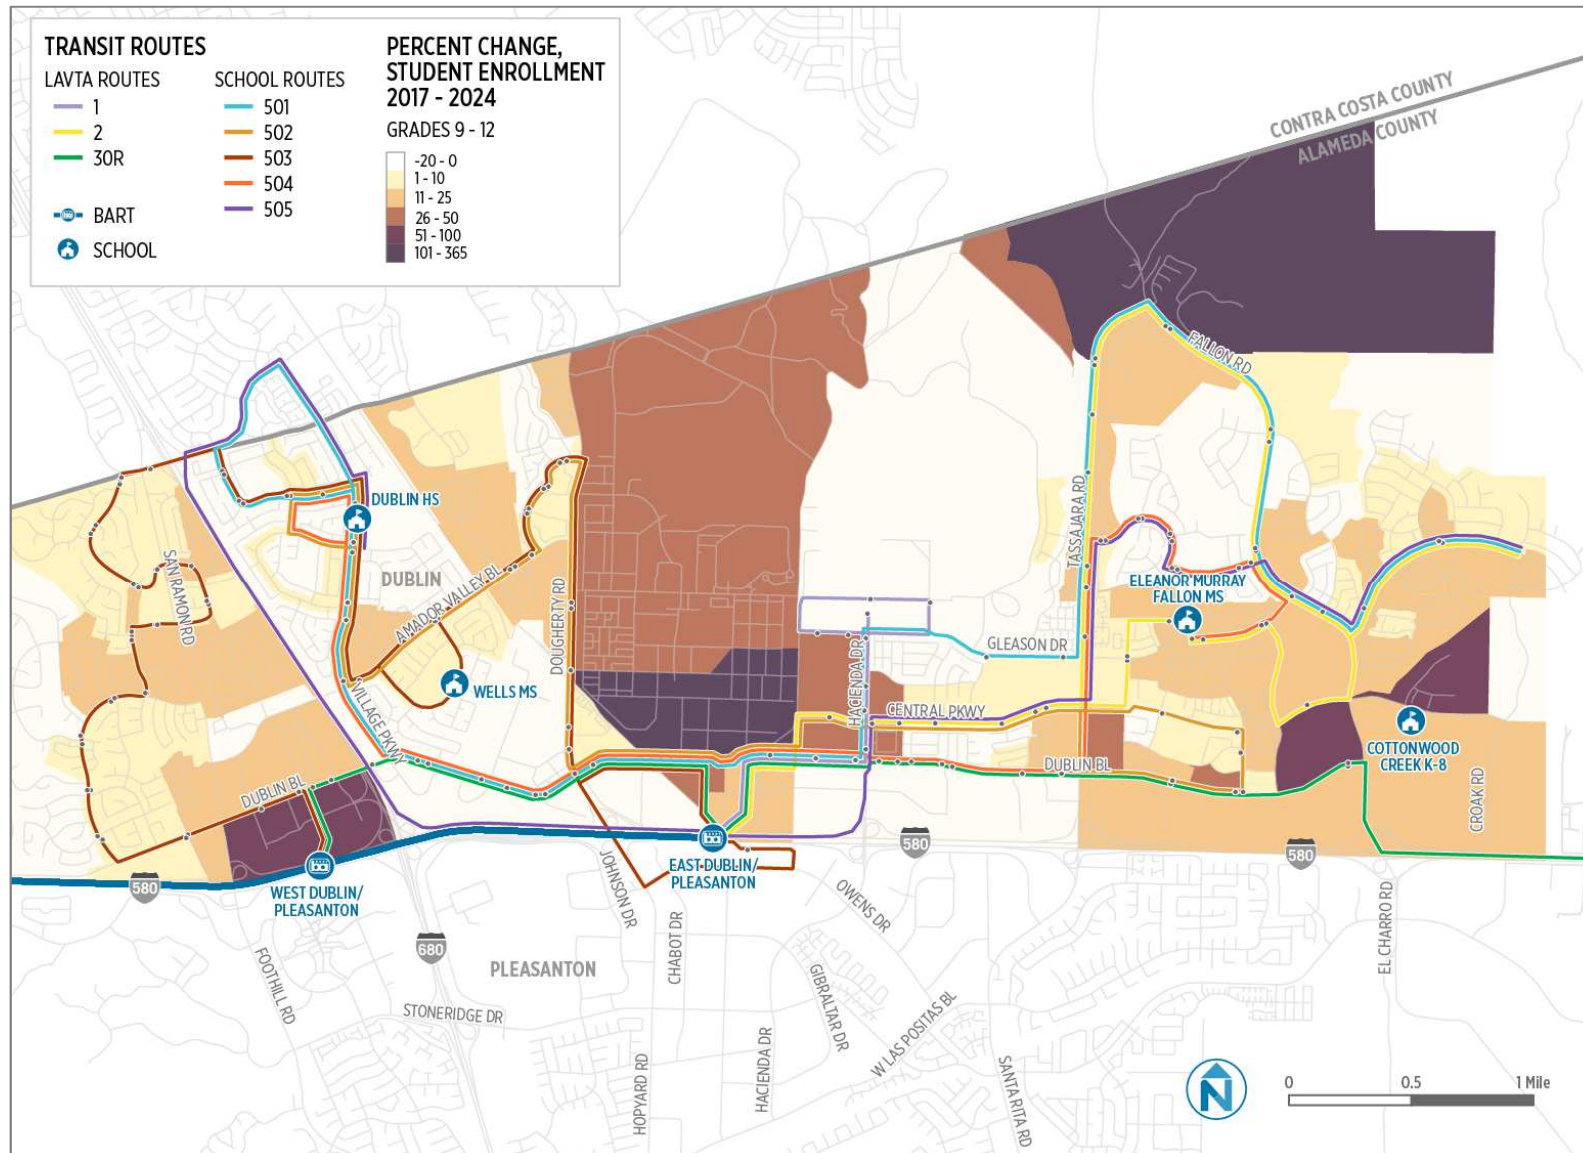 TRANSIT ROUTES
LAVTA ROUTES
1
2
30R
BART
SCHOOL
SCHOOL ROUTES
501
502
503
504
505
PERCENT CHANGE,
STUDENT ENROLLMENT
2017 - 2024
GRADES 9 - 12
-20 - 0
1 - 10
11 - 25
26 - 50
51 - 100
101 - 365
CONTRA COSTA COUNTY
ALAMEDA COUNTY
FALLON RD
DUBLIN HS
SAN RAMON RD
DUBLIN
AMADOR VALLEY BL
DOUGHERTY RD
TASSAJARA RD
ELEANOR MURRAY
FALLON MS
GLEASON DR
WELLS MS
VILLAGE PKWY
HACIENDA DR
CENTRAL PKWY
COTTONWOOD
CREEK K-8
DUBLIN BL
DUBLIN BL
CROAK RD
580
580
580
WEST DUBLIN/
PLEASANTON
EAST DUBLIN/
PLEASANTON
JOHNSON DR
OWENS DR
680
FOOTHILL RD
PLEASANTON
CHABOT DR
GIBRALTAR DR
EL CHARRO RD
STONERIDGE DR
W LAS POSITAS BL
HOPYARD RD
HACIENDA DR
SANTA RITA RD
N
0
0.5
1 Mile